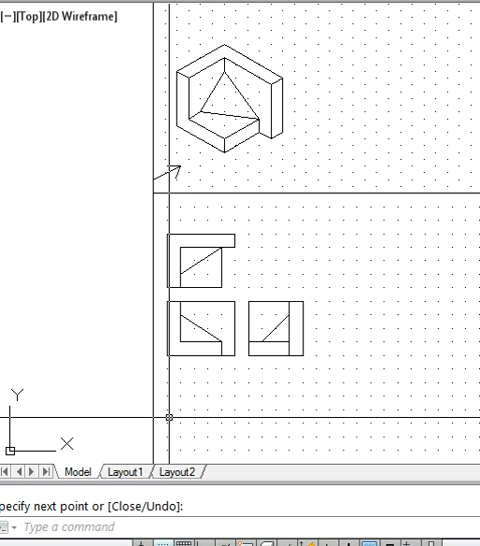 [−][Top][2D Wireframe]
Y
X
Model Layout1 Layout2
pecify next point or [Close/Undo]:
Type a command